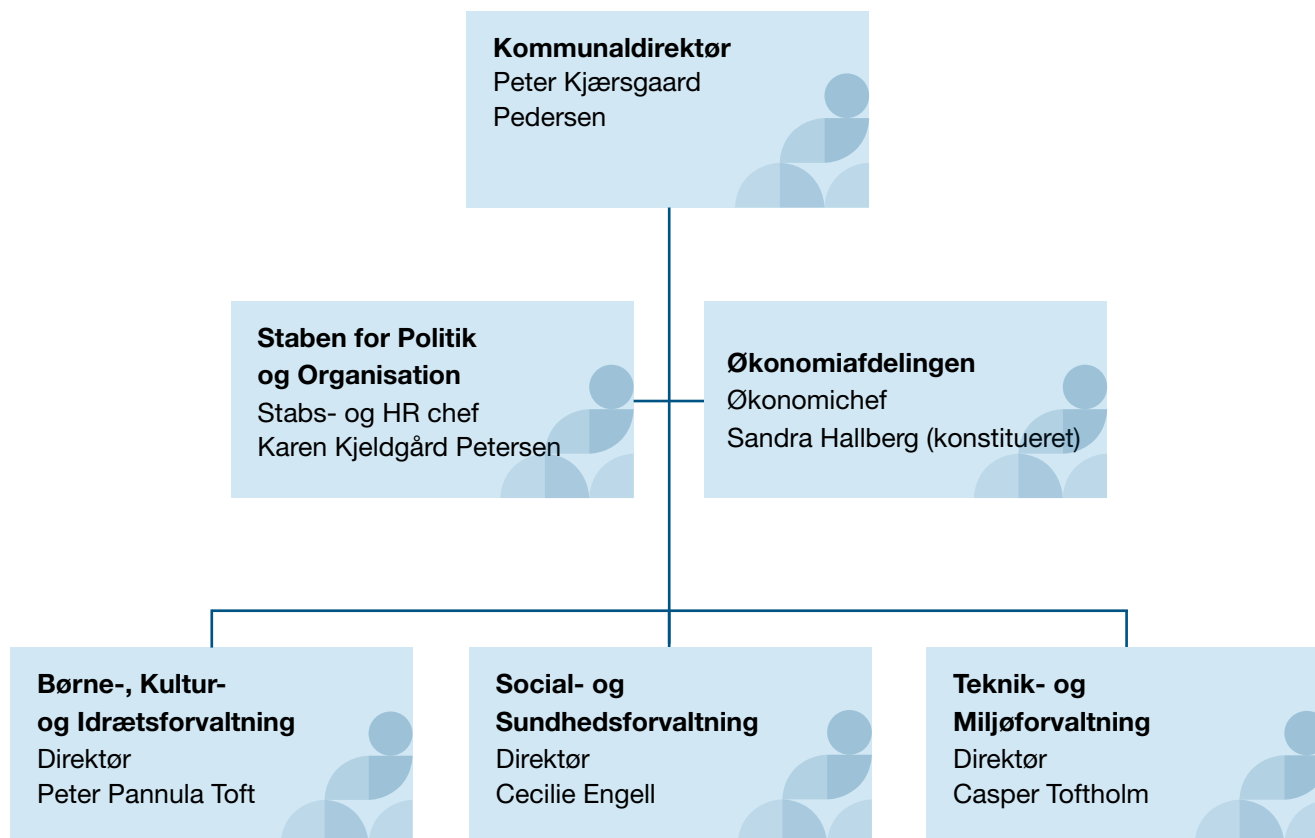 Kommunaldirektør
Peter Kjærsgaard
Pedersen
Staben for Politik
og Organisation
Stabs- og HR chef
Karen Kjeldgård Petersen
Økonomiafdelingen
Økonomichef
Sandra Hallberg (konstitueret)
Børne-, Kultur-
og Idrætsforvaltning
Direktør
Peter Pannula Toft
Social- og
Sundhedsforvaltning
Direktør
Cecilie Engell
Teknik- og
Miljøforvaltning
Direktør
Casper Toftholm